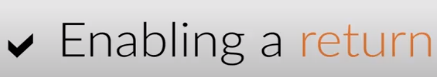 ✔ Enabling a return